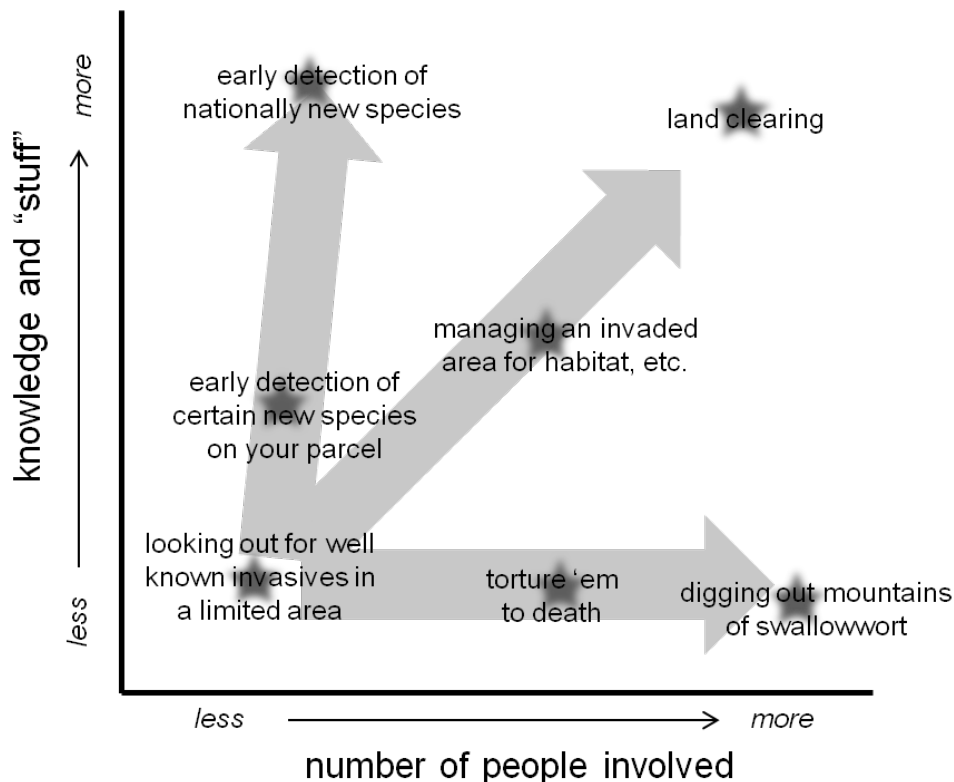 early detection of
nationally new species
land clearing
managing an invaded
area for habitat, etc.
early detection of
certain new species
on your parcel
looking out for well
known invasives in
a limited area
torture ‘em
to death
digging out mountains
of swallowwort
knowledge and “stuff”
more
less
less
more
number of people involved